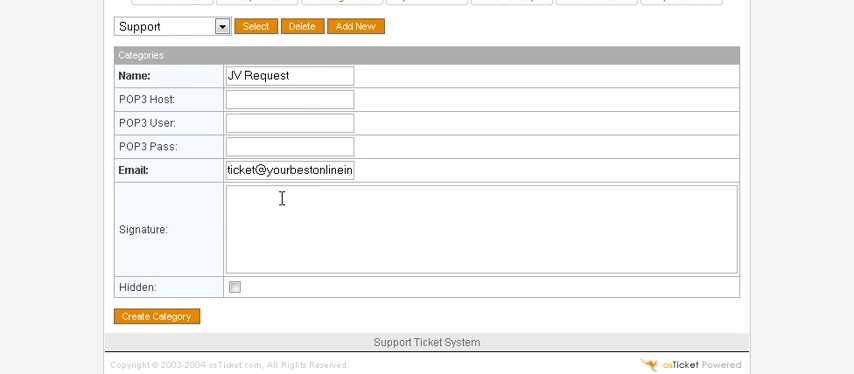 Support Select Delete Add New
Categories
Name: JV Request
POP3 Host:
POP3 User:
POP3 Pass:
Email: ticket@yourbestonlinein
Signature:
Hidden:
Create Category
Support Ticket System
Copyright © 2003-2004 osTicket.com, All Rights Reserved. osTicket Powered